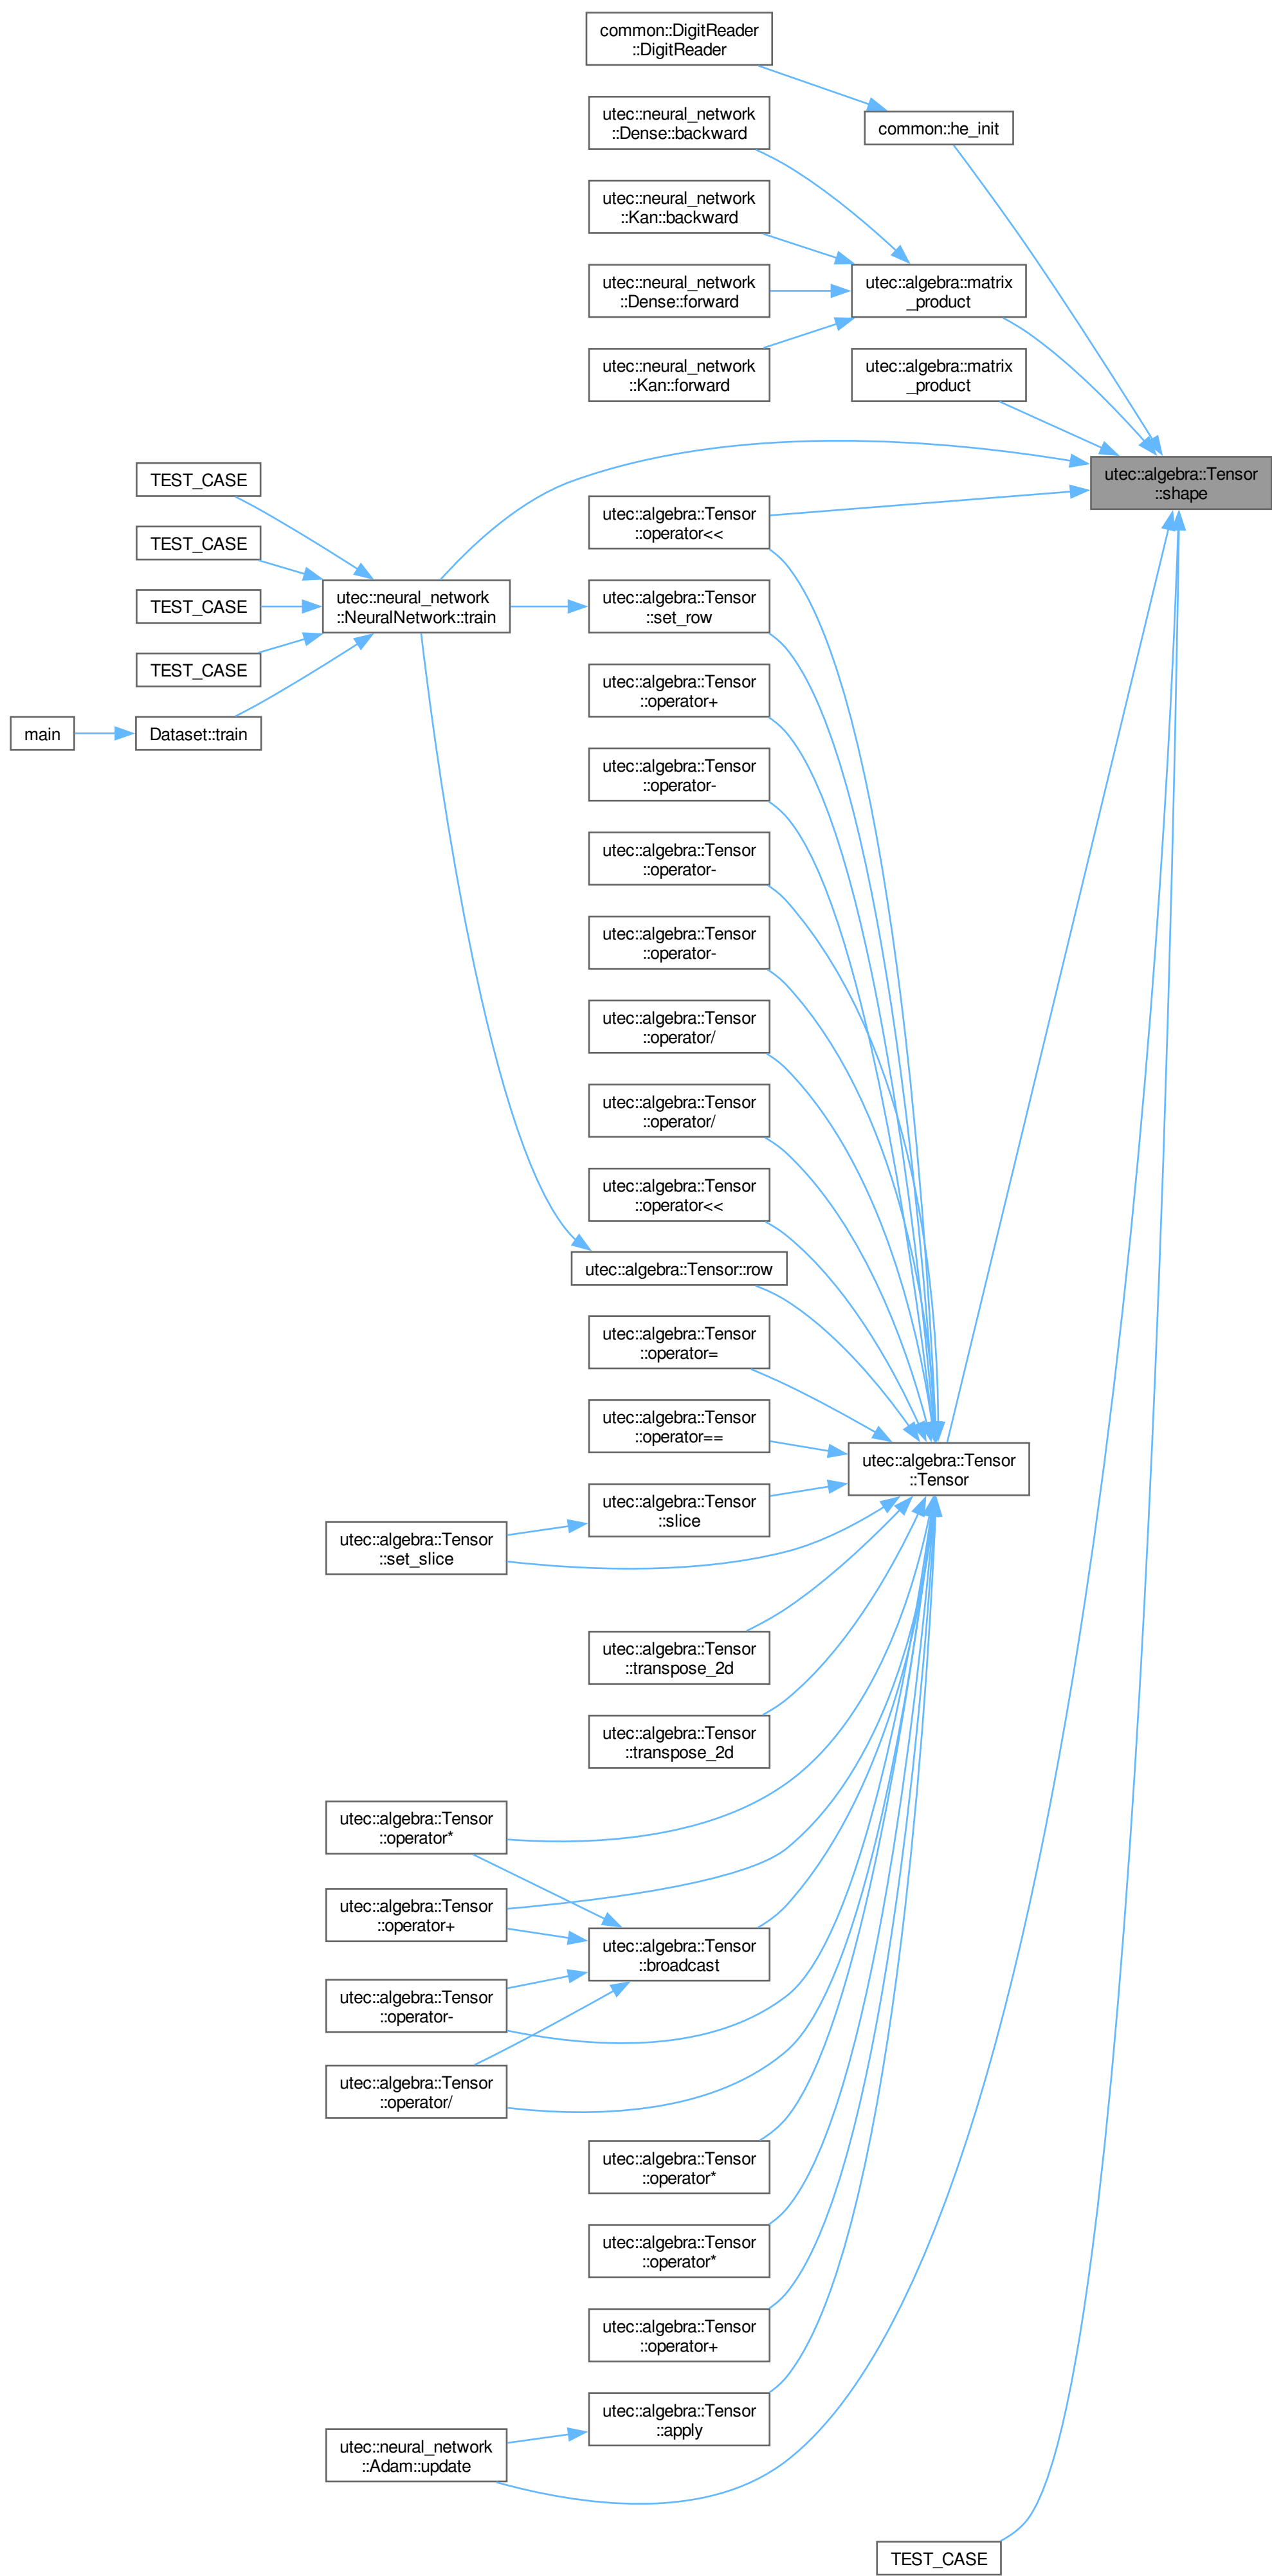 common::DigitReader
::DigitReader
utec::neural_network
::Dense::backward
common::he_init
utec::neural_network
::Kan::backward
utec::neural_network
::Dense::forward
utec::algebra::matrix
_product
utec::neural_network
::Kan::forward
utec::algebra::matrix
_product
utec::algebra::Tensor
::shape
TEST_CASE
utec::algebra::Tensor
::operator<<
TEST_CASE
TEST_CASE
utec::neural_network
::NeuralNetwork::train
utec::algebra::Tensor
::set_row
TEST_CASE
utec::algebra::Tensor
::operator+
main
Dataset::train
utec::algebra::Tensor
::operator-
utec::algebra::Tensor
::operator-
utec::algebra::Tensor
::operator-
utec::algebra::Tensor
::operator/
utec::algebra::Tensor
::operator/
utec::algebra::Tensor
::operator<<
utec::algebra::Tensor::row
utec::algebra::Tensor
::operator=
utec::algebra::Tensor
::operator==
utec::algebra::Tensor
::Tensor
utec::algebra::Tensor
::slice
utec::algebra::Tensor
::set_slice
utec::algebra::Tensor
::transpose_2d
utec::algebra::Tensor
::transpose_2d
utec::algebra::Tensor
::operator*
utec::algebra::Tensor
::operator+
utec::algebra::Tensor
::broadcast
utec::algebra::Tensor
::operator-
utec::algebra::Tensor
::operator/
utec::algebra::Tensor
::operator*
utec::algebra::Tensor
::operator*
utec::algebra::Tensor
::operator+
utec::algebra::Tensor
::apply
utec::neural_network
::Adam::update
TEST_CASE